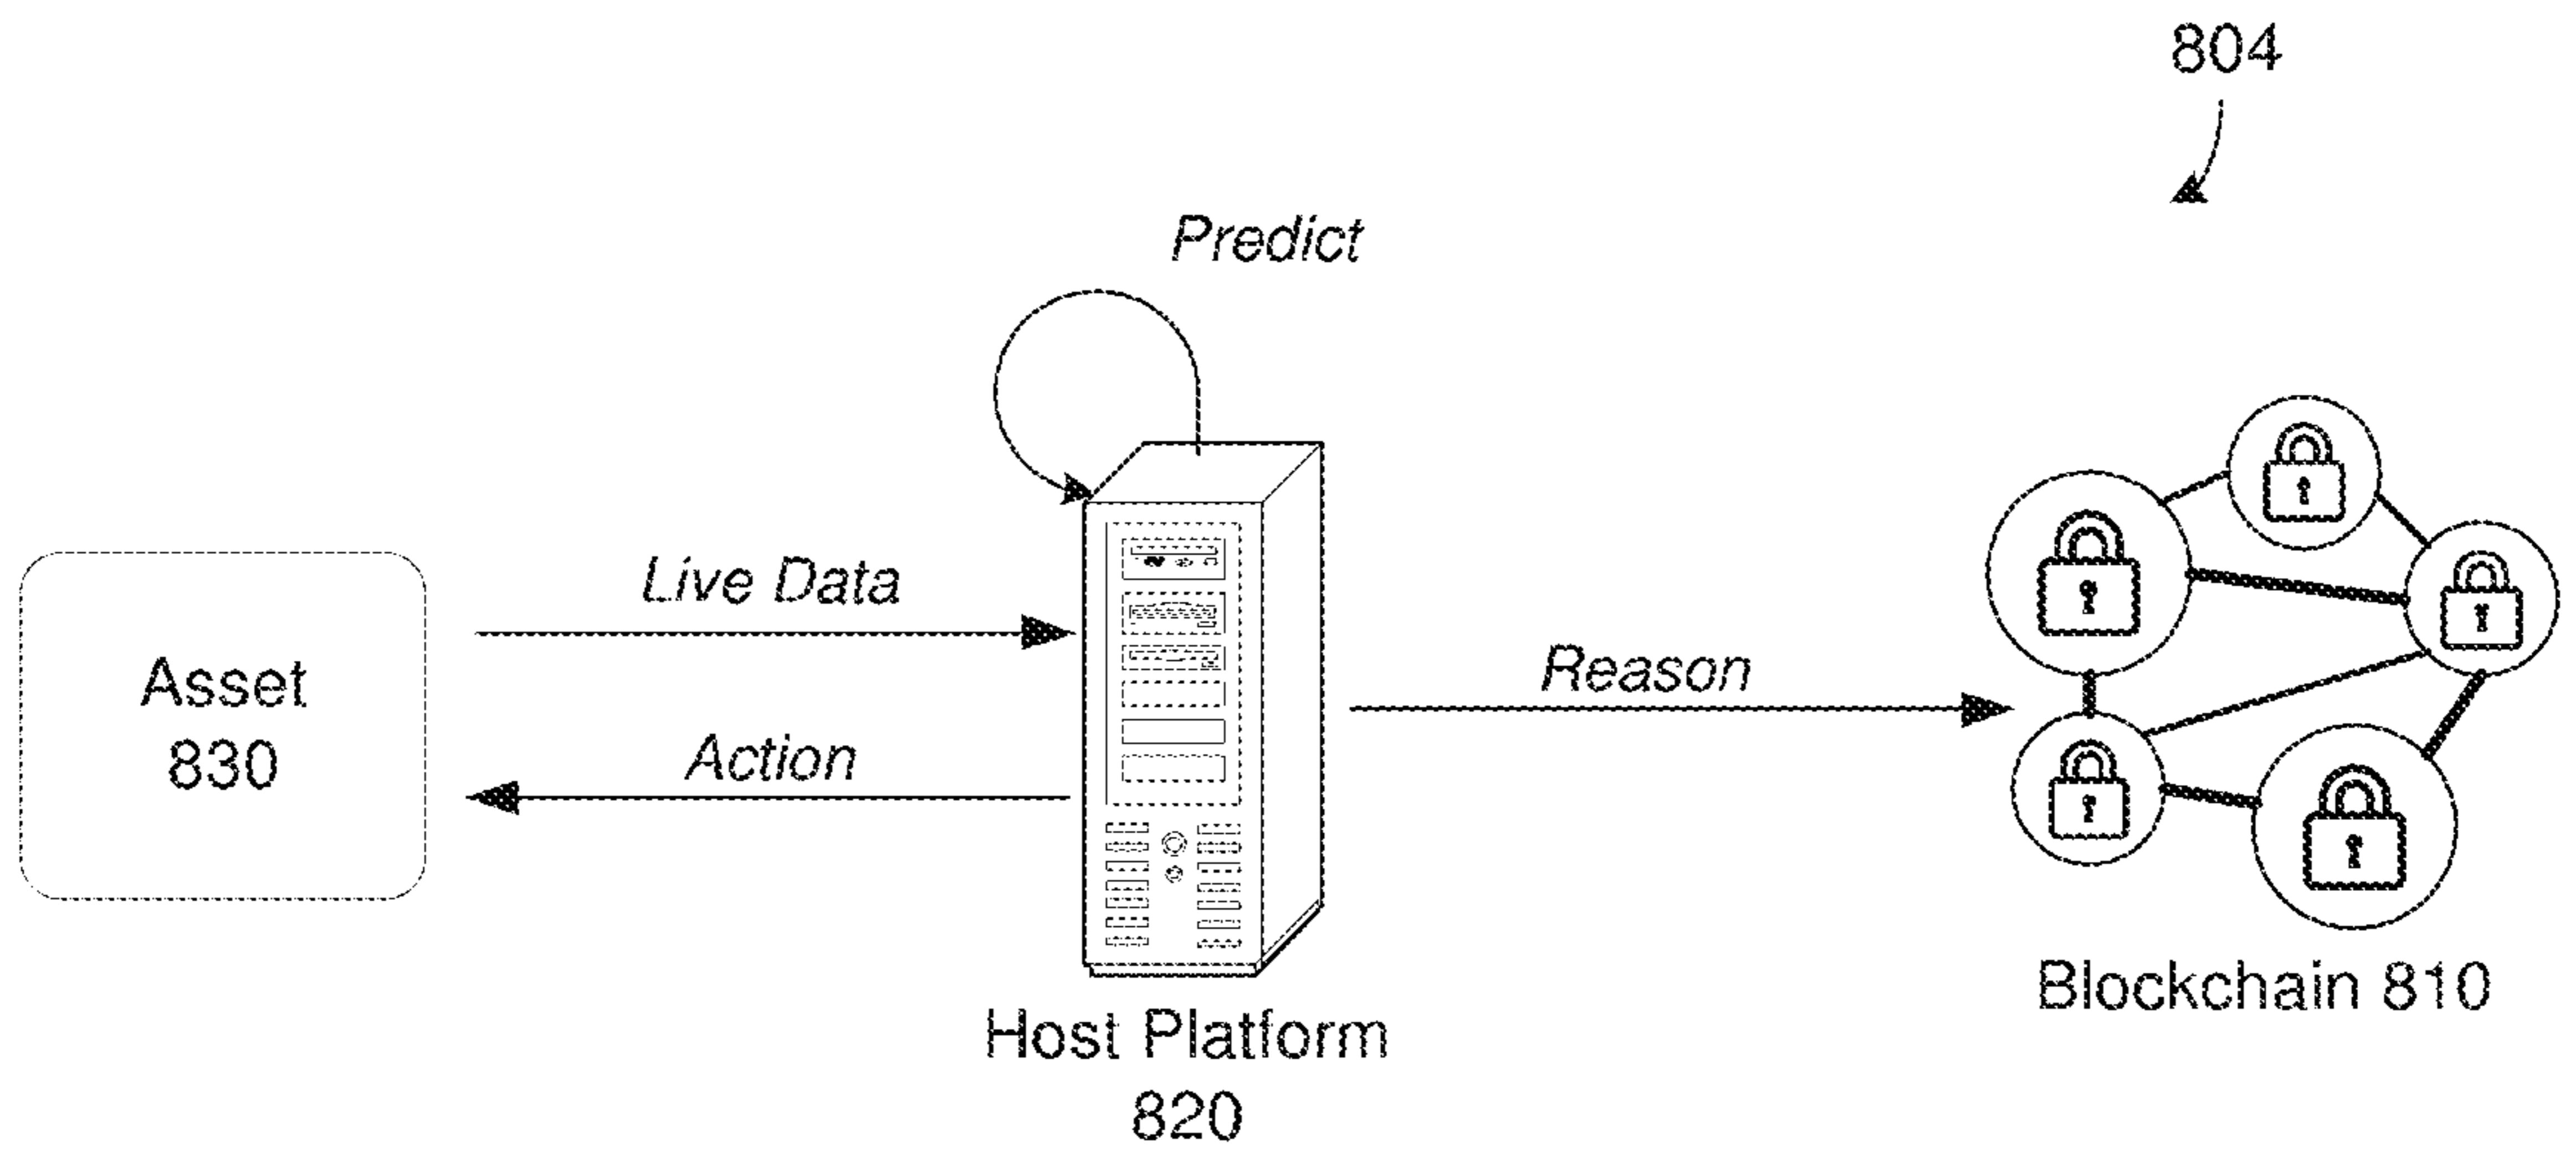 804
Predict
Live Data
Asset
830
Reason
Action
Blockchain 810
Host Platform
820